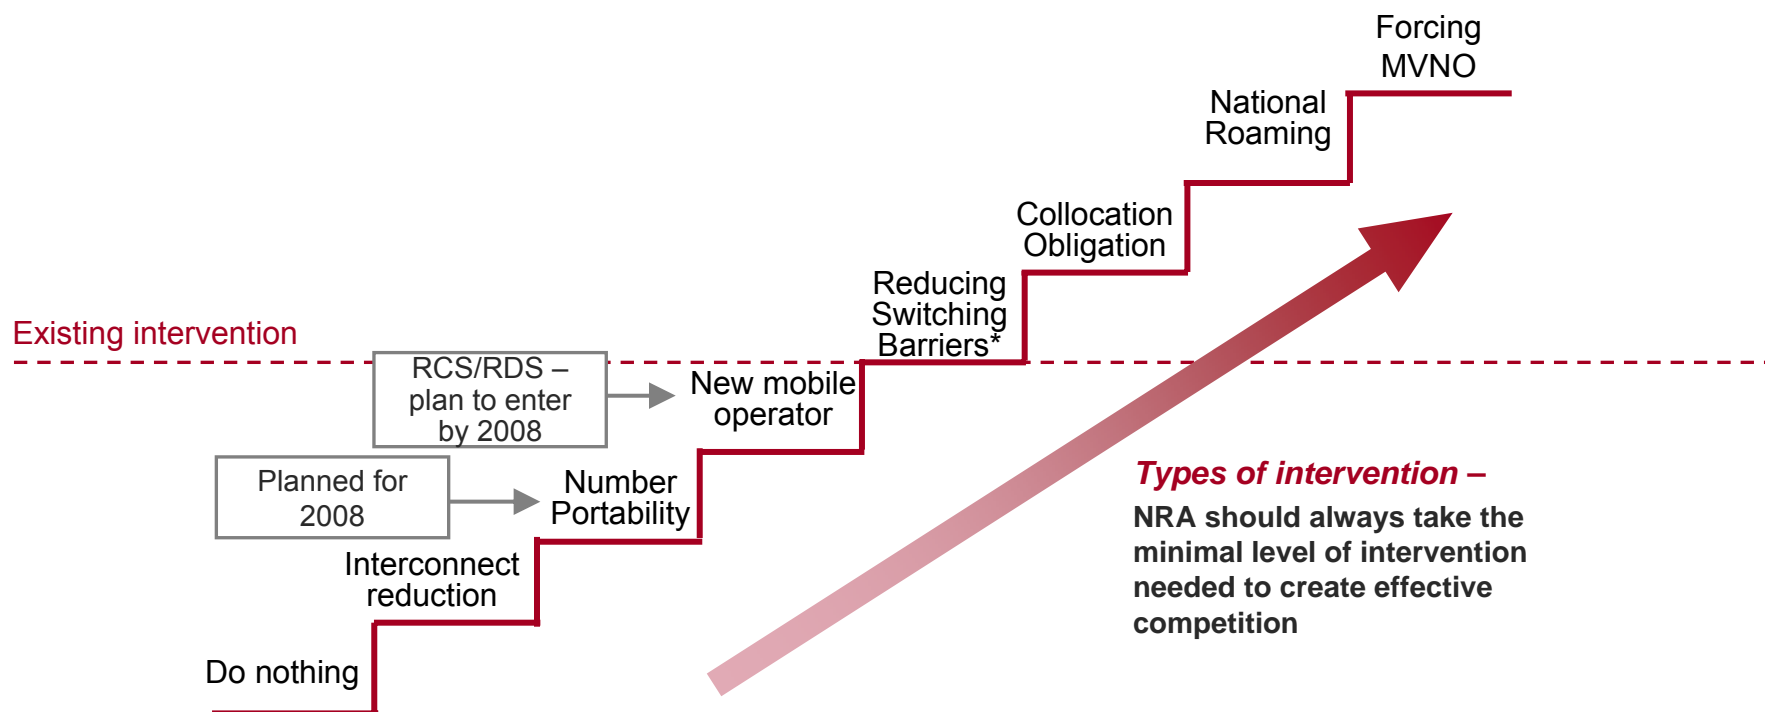 Forcing
MVNO
National
Roaming
Collocation
Obligation
Reducing
Switching
Barriers*
Existing intervention
RCS/RDS –
plan to enter
by 2008
New mobile
operator
Planned for
2008
Number
Portability
Interconnect
reduction
Do nothing
Types of intervention –
NRA should always take the
minimal level of intervention
needed to create effective
competition